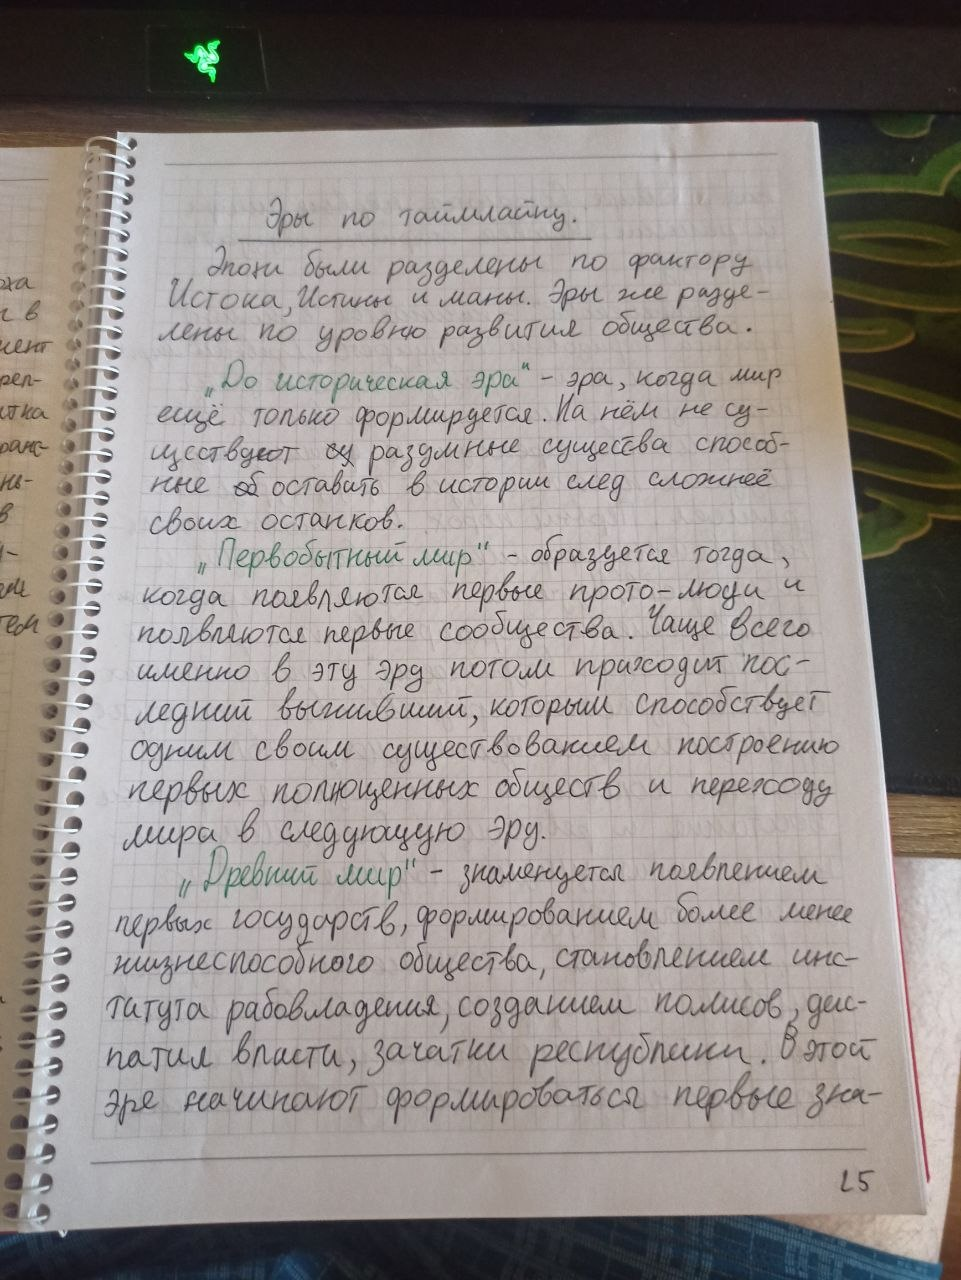 Эры по таймлайну.
Эпохи были разделены по фактору
Истока, Истины и маны. Эры же разде-
лены по уровню развития общества.
„До историческая эра" - эра, когда мир
ещё только формируется. На нём не су-
ществуют разумные существа способ-
ные оставить в истории след сложнее
своих останков.
„Первобытный мир" - образуется тогда,
когда появляются первые прото-люди и
появляются первые сообщества. Чаще всего
именно в эту эру потом приходит пос-
ледний выживший, который способствует
одним своим существованием построению
первых полноценных обществ и переходу
мира в следующую эру.
„Древний мир" - знаменуется появлением
первых государств, формированием более менее
жизнеспособного общества, становлением инс-
титута рабовладения, созданием полисов, дес-
патия власти, зачатки республики. В этой
эре начинают формироваться первые зна-
25